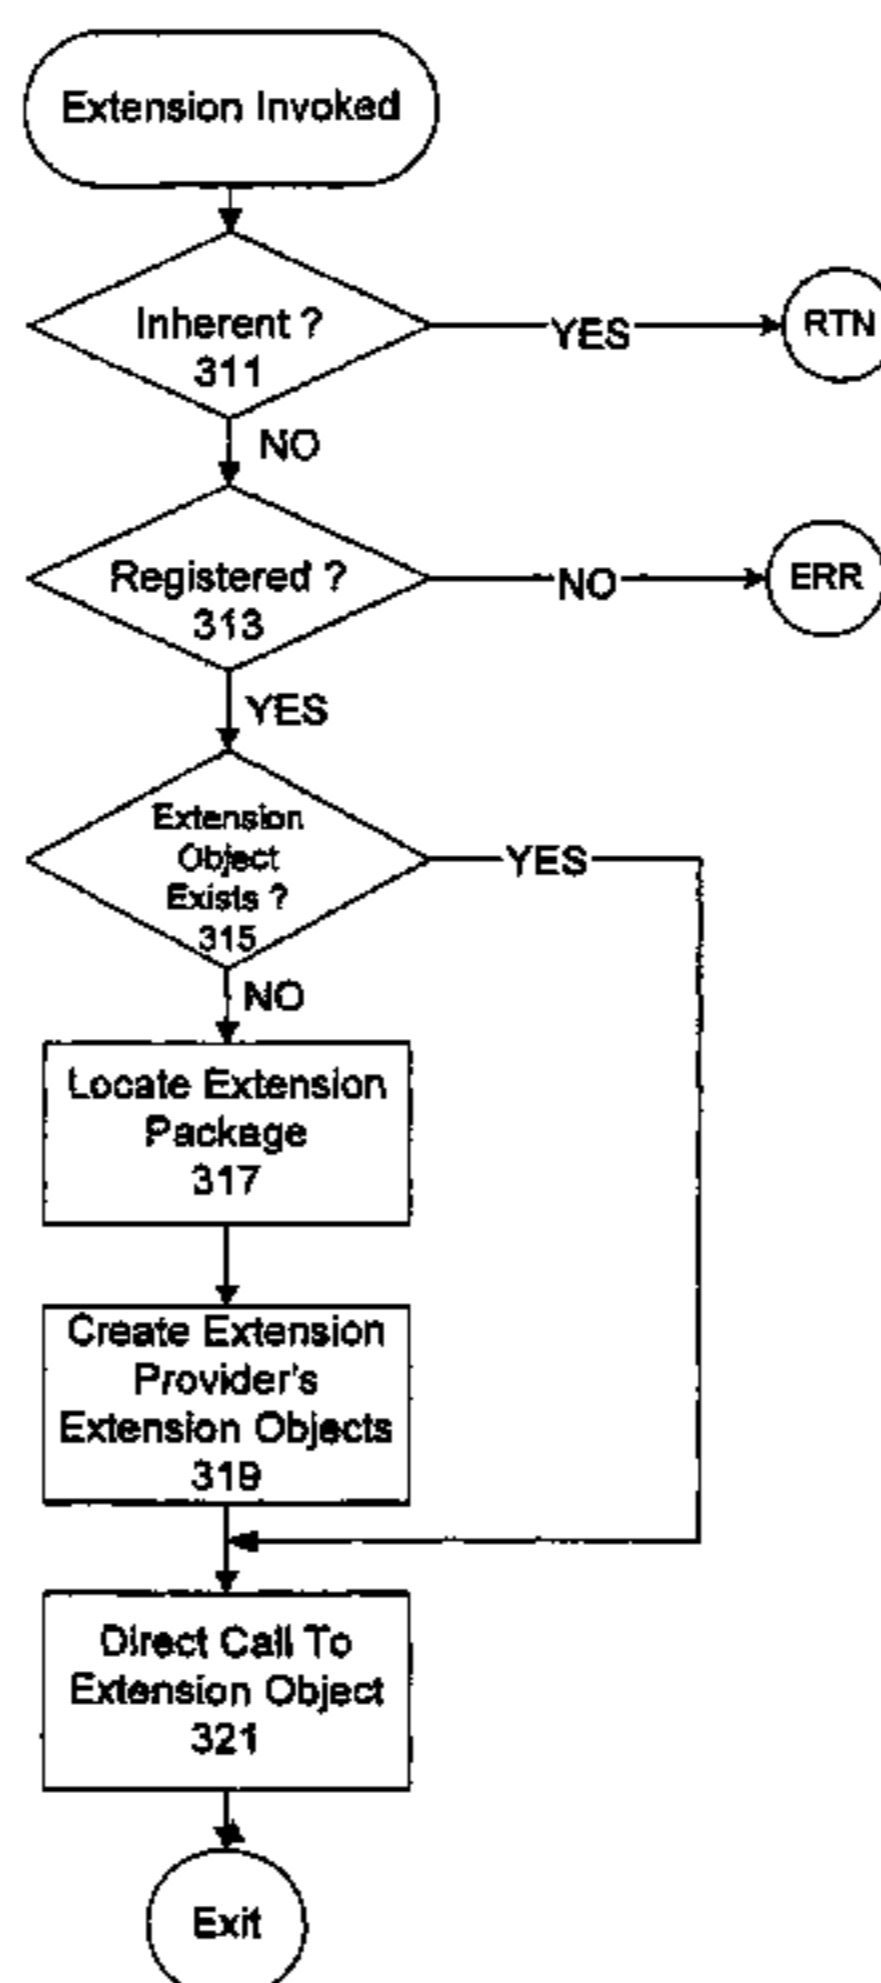 Extension Invoked
Inherent ?
311
YES
RTN
NO
Registered ?
313
NO
ERR
YES
Extension
Object
Exists ?
315
YES
NO
Locate Extension
Package
317
Create Extension
Provider's
Extension Objects
319
Direct Call To
Extension Object
321
Exit